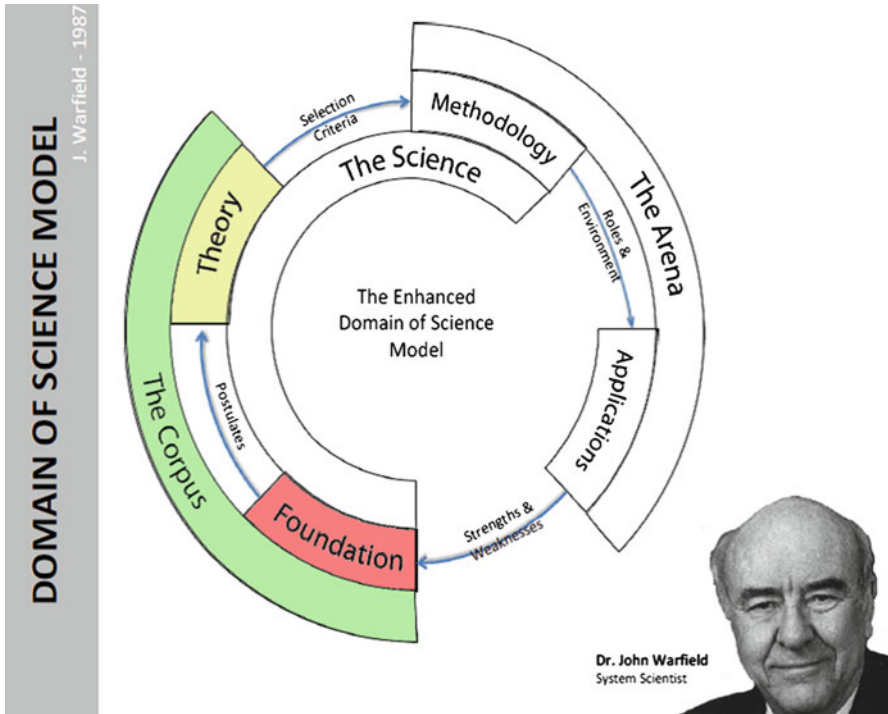 DOMAIN OF SCIENCE MODEL
J. Warfield - 1987
Selection
Criteria
Methodology
The Science
The Arena
Roles &
Environment
Theory
The Enhanced
Domain of Science
Model
Applications
Postulates
The Corpus
Foundation
Strengths &
Weaknesses
Dr. John Warfield
System Scientist